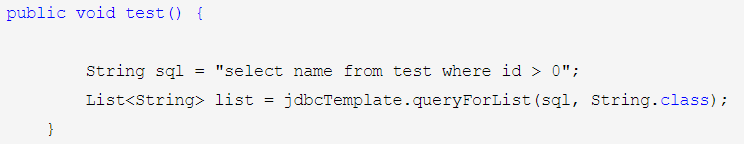 public void test() {
String sql = "select name from test where id > 0";
List<String> list = jdbcTemplate.queryForList(sql, String.class);
}